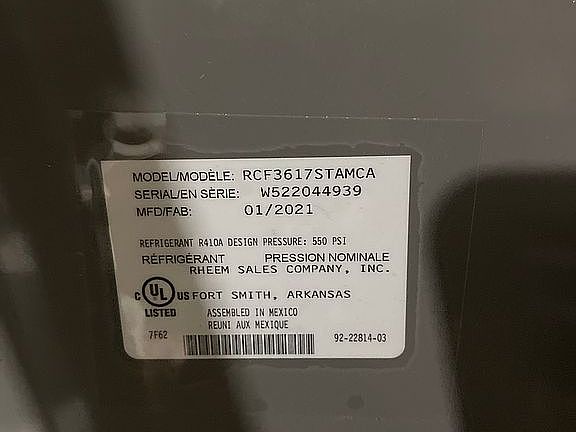 MODEL/MODÈLE: RCF3617STAMCA
SERIAL/EN SÈRIE: W522044939
MFD/FAB: 01/2021
REFRIGERANT R410A DESIGN PRESSURE: 550 PSI
RÉFRIGÉRANT PRESSION NOMINALE
RHEEM SALES COMPANY, INC.
C UL US FORT SMITH, ARKANSAS
LISTED ASSEMBLED IN MEXICO
REUNI AUX MEXIQUE
7F62 92-22814-03